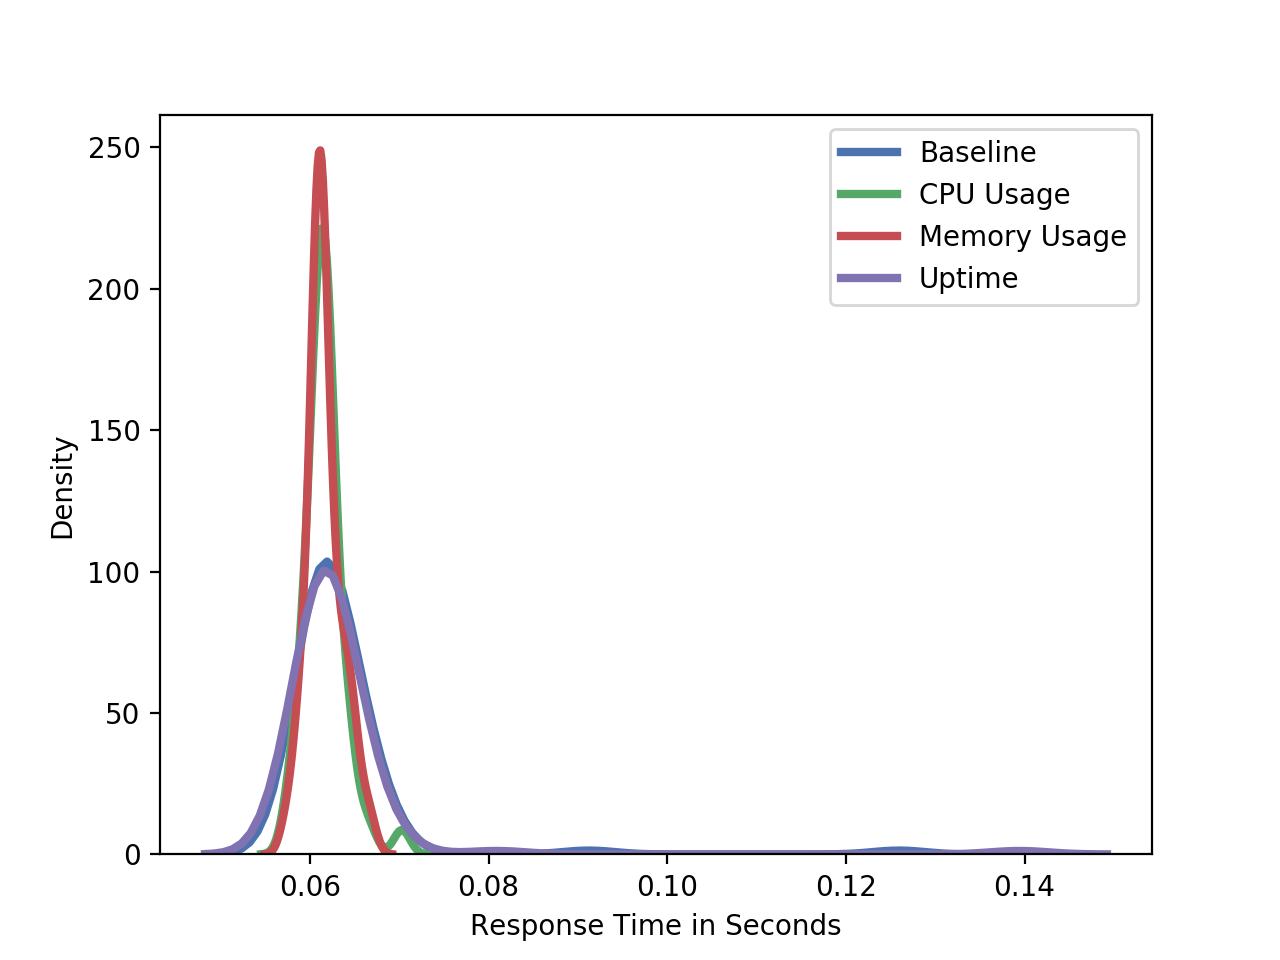 250
200
150
100
50
0
Density
0.06 0.08 0.10 0.12 0.14
Response Time in Seconds
Baseline
CPU Usage
Memory Usage
Uptime